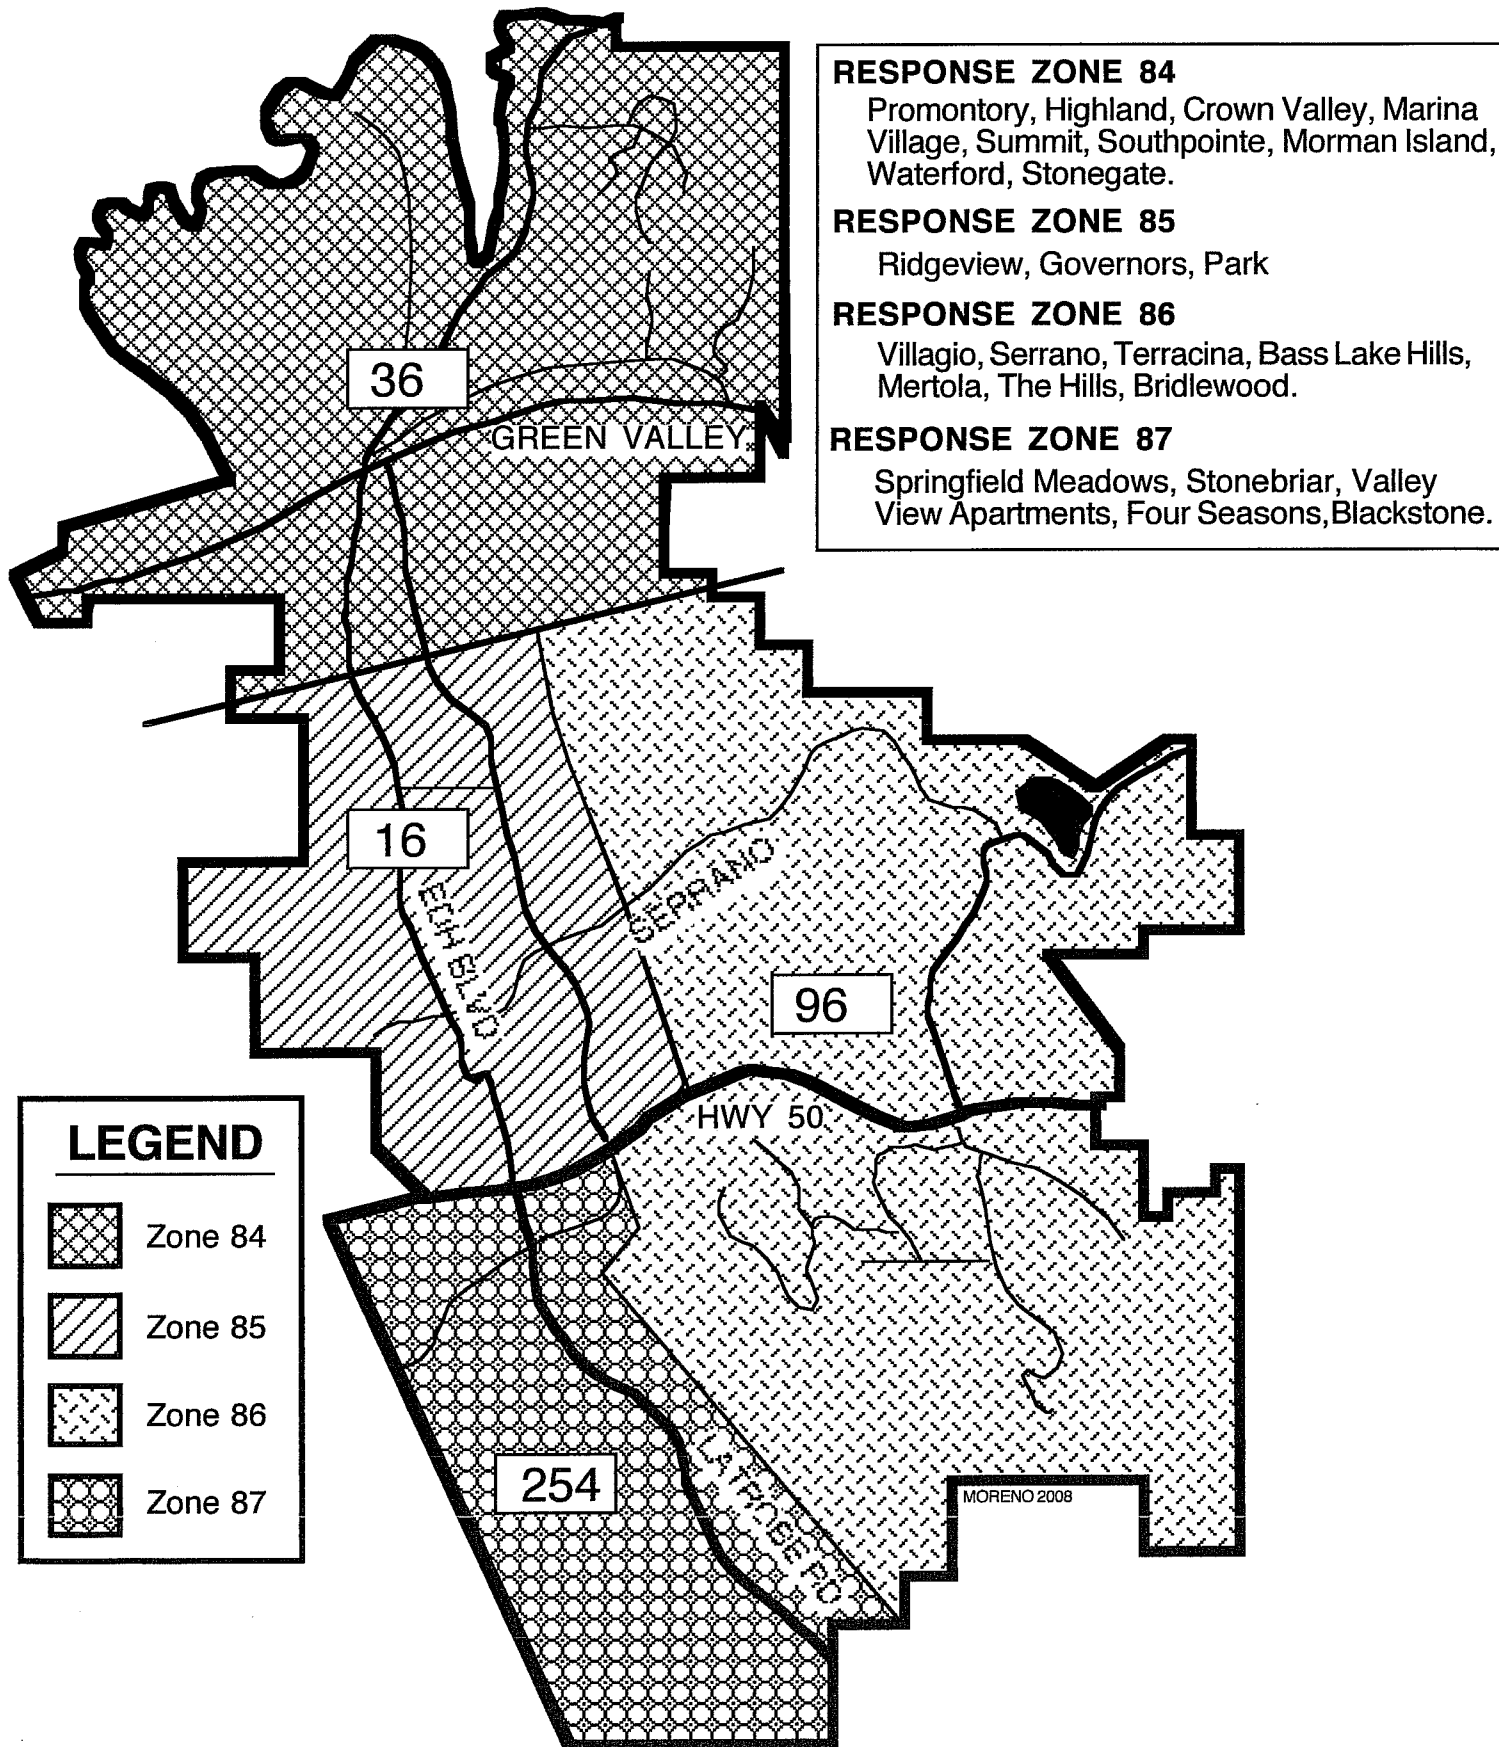 RESPONSE ZONE 84
Promontory, Highland, Crown Valley, Marina
Village, Summit, Southpointe, Morman Island,
Waterford, Stonegate.
RESPONSE ZONE 85
Ridgeview, Governors, Park
RESPONSE ZONE 86
Villagio, Serrano, Terracina, Bass Lake Hills,
Mertola, The Hills, Bridlewood.
RESPONSE ZONE 87
Springfield Meadows, Stonebriar, Valley
View Apartments, Four Seasons, Blackstone.
36
GREEN VALLEY
16
EDH BLVD
SERRANO
96
HWY 50
LEGEND
Zone 84
Zone 85
Zone 86
Zone 87
254
LATROBE RD
MORENO 2008